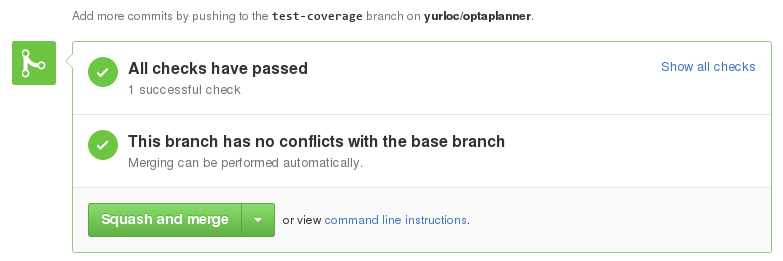 Add more commits by pushing to the test-coverage branch on yurloc/optaplanner.
All checks have passed
Show all checks
1 successful check
This branch has no conflicts with the base branch
Merging can be performed automatically.
Squash and merge or view command line instructions.